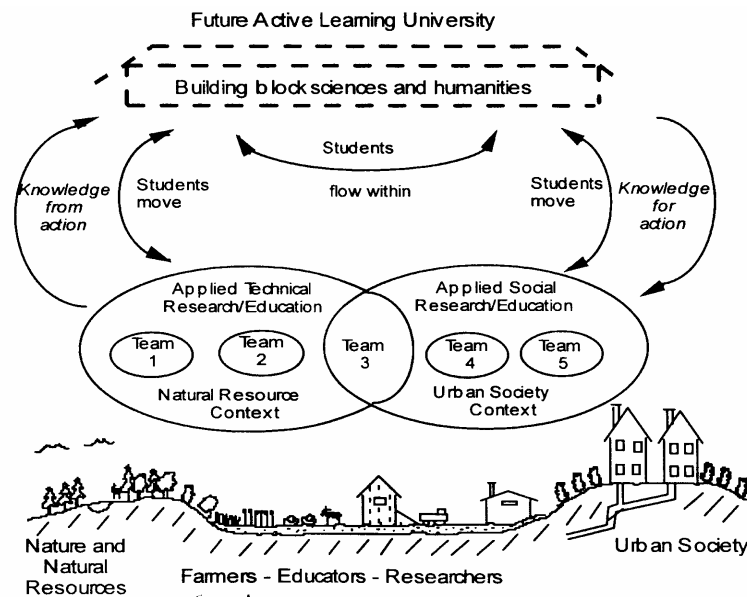 Future Active Learning University
Building block sciences and humanities
Students
flow within
Students
move
Students
move
Knowledge
from
action
Knowledge
for
action
Applied Technical
Research/Education
Applied Social
Research/Education
Team
1
Team
2
Team
3
Team
4
Team
5
Natural Resource
Context
Urban Society
Context
Nature and
Natural
Resources
Farmers - Educators - Researchers
Urban Society